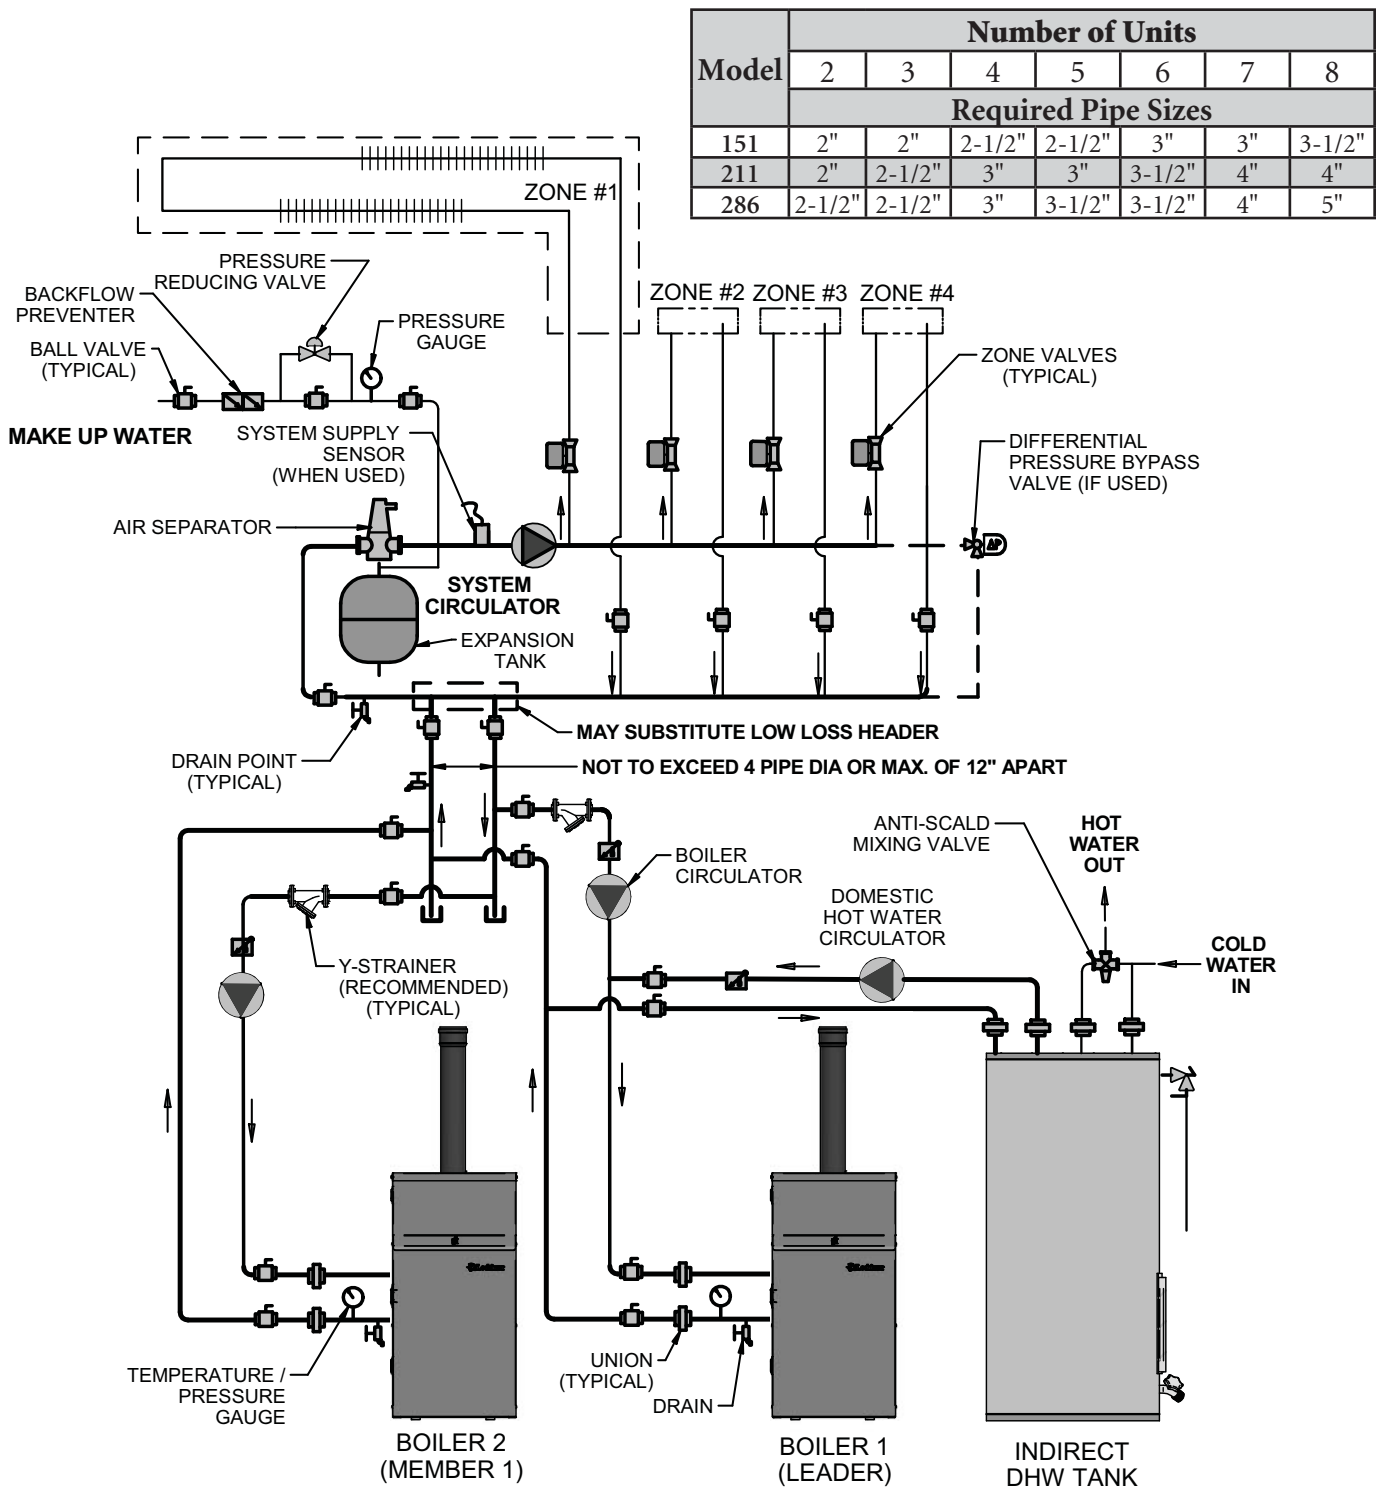 Number of Units
Model 2 3 4 5 6 7 8
Required Pipe Sizes
151 2" 2" 2-1/2" 2-1/2" 3" 3" 3-1/2"
211 2" 2-1/2" 3" 3" 3-1/2" 4" 4"
286 2-1/2" 2-1/2" 3" 3-1/2" 3-1/2" 4" 5"
ZONE #1
PRESSURE
REDUCING VALVE
BACKFLOW
PREVENTER
BALL VALVE
(TYPICAL)
PRESSURE
GAUGE
MAKE UP WATER
ZONE #2 ZONE #3 ZONE #4
ZONE VALVES
(TYPICAL)
SYSTEM SUPPLY
SENSOR
(WHEN USED)
DIFFERENTIAL
PRESSURE BYPASS
VALVE (IF USED)
AIR SEPARATOR
ΔP
SYSTEM
CIRCULATOR
EXPANSION
TANK
MAY SUBSTITUTE LOW LOSS HEADER
DRAIN POINT
(TYPICAL)
NOT TO EXCEED 4 PIPE DIA OR MAX. OF 12" APART
BOILER
CIRCULATOR
ANTI-SCALD
MIXING VALVE
HOT
WATER
OUT
DOMESTIC
HOT WATER
CIRCULATOR
COLD
WATER
IN
Y-STRAINER
(RECOMMENDED)
(TYPICAL)
TEMPERATURE /
PRESSURE
GAUGE
UNION
(TYPICAL)
DRAIN
BOILER 2
(MEMBER 1)
BOILER 1
(LEADER)
INDIRECT
DHW TANK